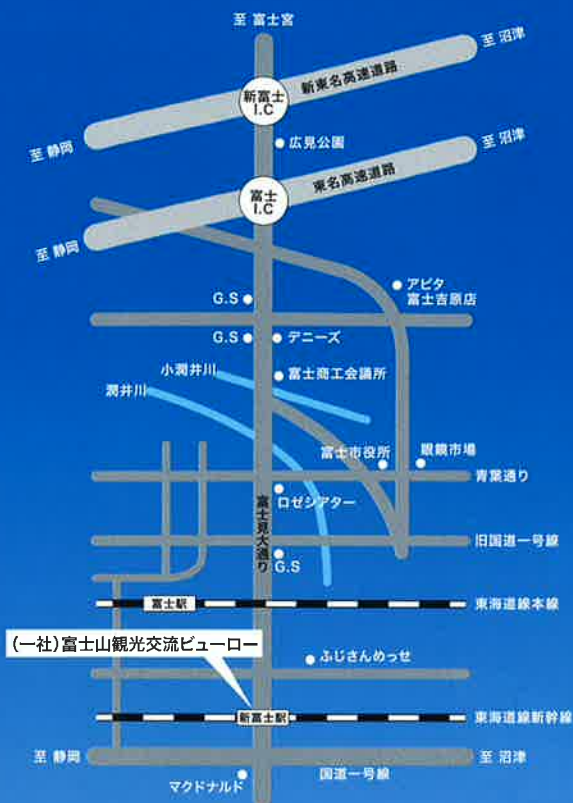 至 富士宮
至 沼津
新東名高速道路
新富士
I.C
至 静岡
広見公園
至 沼津
東名高速道路
富士
I.C
至 静岡
アピタ
富士吉原店
G.S
G.S
デニーズ
小潤井川
富士商工会議所
潤井川
富士市役所
眼鏡市場
青葉通り
ロゼシアター
富士見大通り
旧国道一号線
G.S
富士駅
東海道線本線
(一社)富士山観光交流ビューロー
ふじさんめっせ
新富士駅
東海道線新幹線
至 静岡
至 沼津
国道一号線
マクドナルド